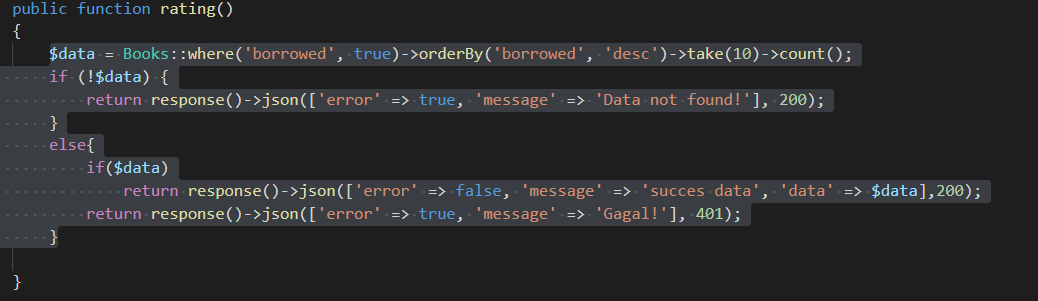 public function rating()
{
$data = Books::where('borrowed', true)->orderBy('borrowed', 'desc')->take(10)->count();
if (!$data) {
return response()->json(['error' => true, 'message' => 'Data not found!'], 200);
}
else{
if($data)
return response()->json(['error' => false, 'message' => 'succes data', 'data' => $data],200);
return response()->json(['error' => true, 'message' => 'Gagal!'], 401);
}
}